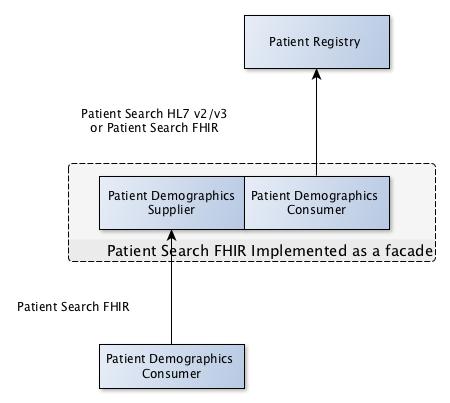 Patient Registry
Patient Search HL7 v2/v3
or Patient Search FHIR
Patient Demographics
Supplier
Patient Demographics
Consumer
Patient Search FHIR Implemented as a facade
Patient Search FHIR
Patient Demographics
Consumer